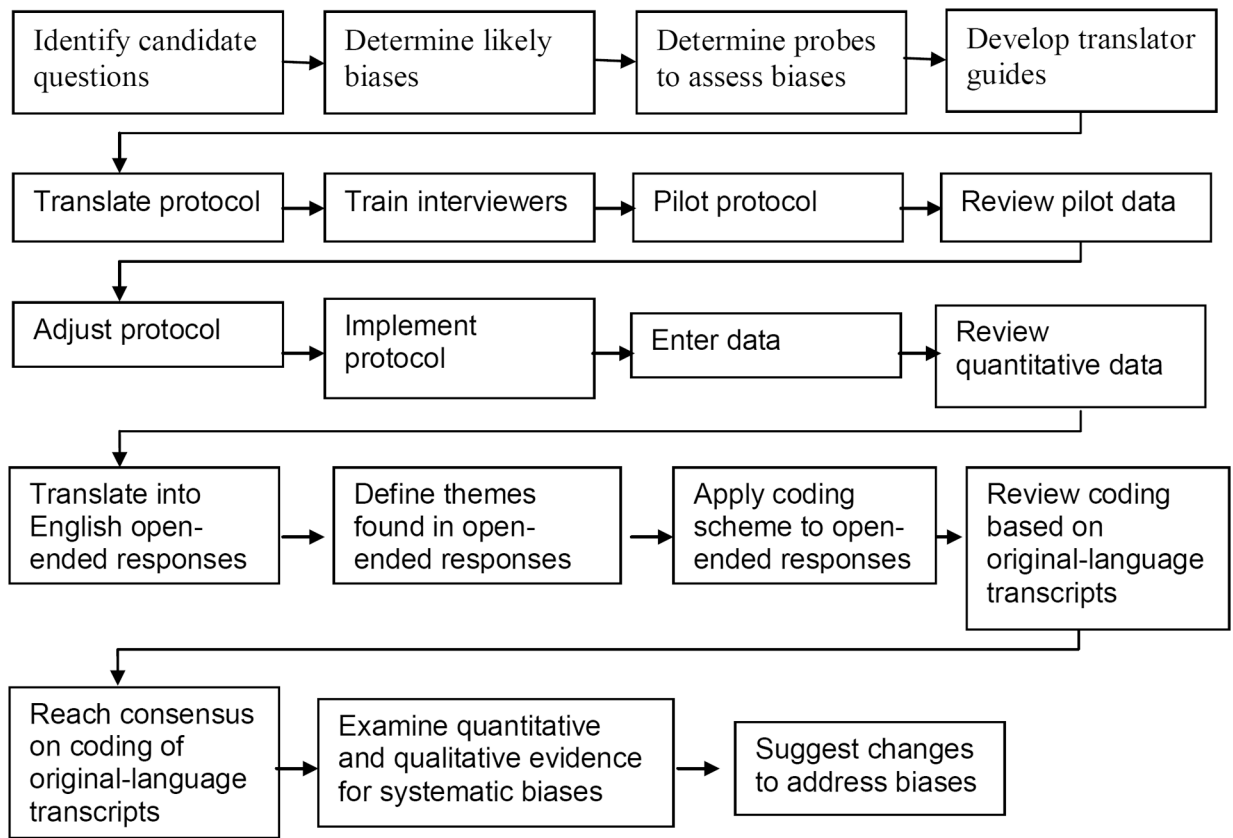 Identify candidate
questions
Determine likely
biases
Determine probes
to assess biases
Develop translator
guides
Translate protocol
Train interviewers
Pilot protocol
Review pilot data
Adjust protocol
Implement
protocol
Enter data
Review
quantitative data
Translate into
English open-
ended responses
Define themes
found in open-
ended responses
Apply coding
scheme to open-
ended responses
Review coding
based on
original-language
transcripts
Reach consensus
on coding of
original-language
transcripts
Examine quantitative
and qualitative evidence
for systematic biases
Suggest changes
to address biases